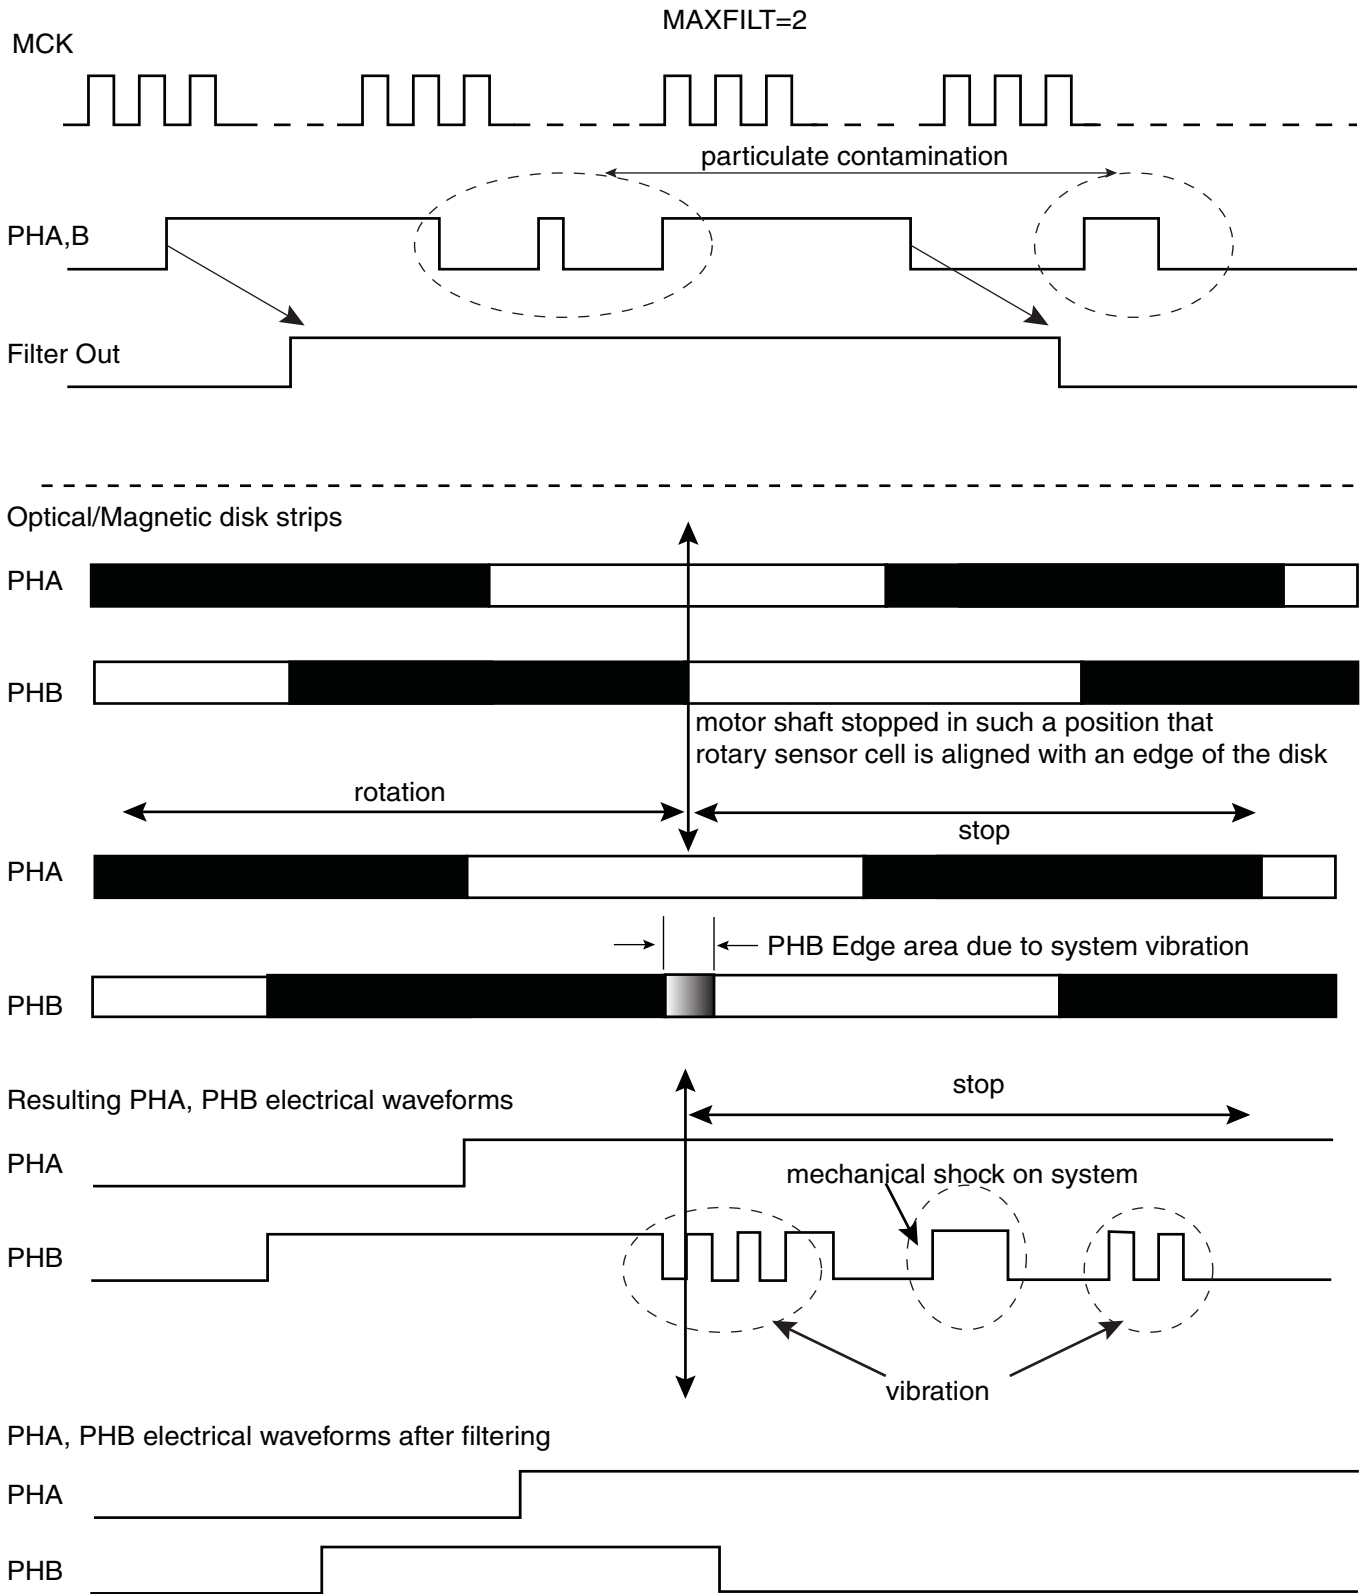 MAXFILT=2
MCK
particulate contamination
PHA,B
Filter Out
Optical/Magnetic disk strips
PHA
PHB
motor shaft stopped in such a position that
rotary sensor cell is aligned with an edge of the disk
rotation
stop
PHA
PHB Edge area due to system vibration
PHB
Resulting PHA, PHB electrical waveforms
stop
PHA
mechanical shock on system
PHB
vibration
PHA, PHB electrical waveforms after filtering
PHA
PHB